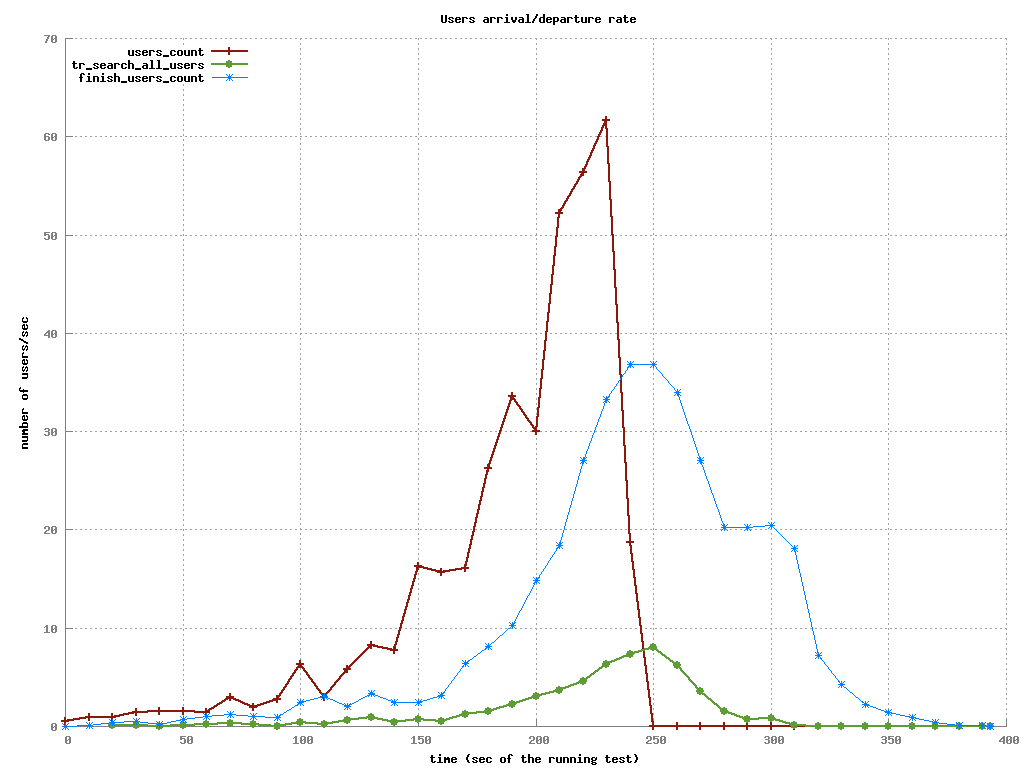 Users arrival/departure rate
users_count
tr_search_all_users
finish_users_count
number of users/sec
70
60
50
40
30
20
10
0
0 50 100 150 200 250 300 350 400
time (sec of the running test)